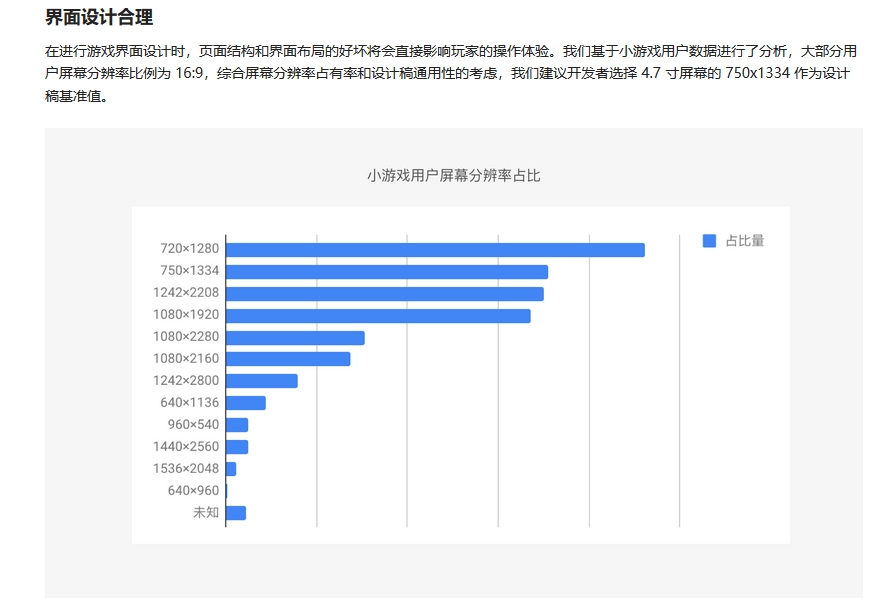 界面设计合理
在进行游戏界面设计时，页面结构和界面布局的好坏将会直接影响玩家的操作体验。我们基于小游戏用户数据进行了分析，大部分用
户屏幕分辨率比例为 16:9，综合屏幕分辨率占有率和设计稿通用性的考虑，我们建议开发者选择 4.7 寸屏幕的 750x1334 作为设计
稿基准值。
小游戏用户屏幕分辨率占比
占比量
720×1280
750×1334
1242×2208
1080×1920
1080×2280
1080×2160
1242×2800
640×1136
960×540
1440×2560
1536×2048
640×960
未知